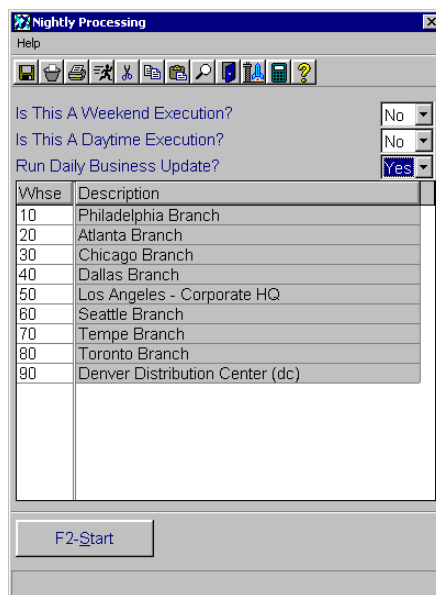 Nightly Processing
Help
Is This A Weekend Execution? No
Is This A Daytime Execution? No
Run Daily Business Update? Yes
Whse Description
10 Philadelphia Branch
20 Atlanta Branch
30 Chicago Branch
40 Dallas Branch
50 Los Angeles - Corporate HQ
60 Seattle Branch
70 Tempe Branch
80 Toronto Branch
90 Denver Distribution Center (dc)
F2-Start